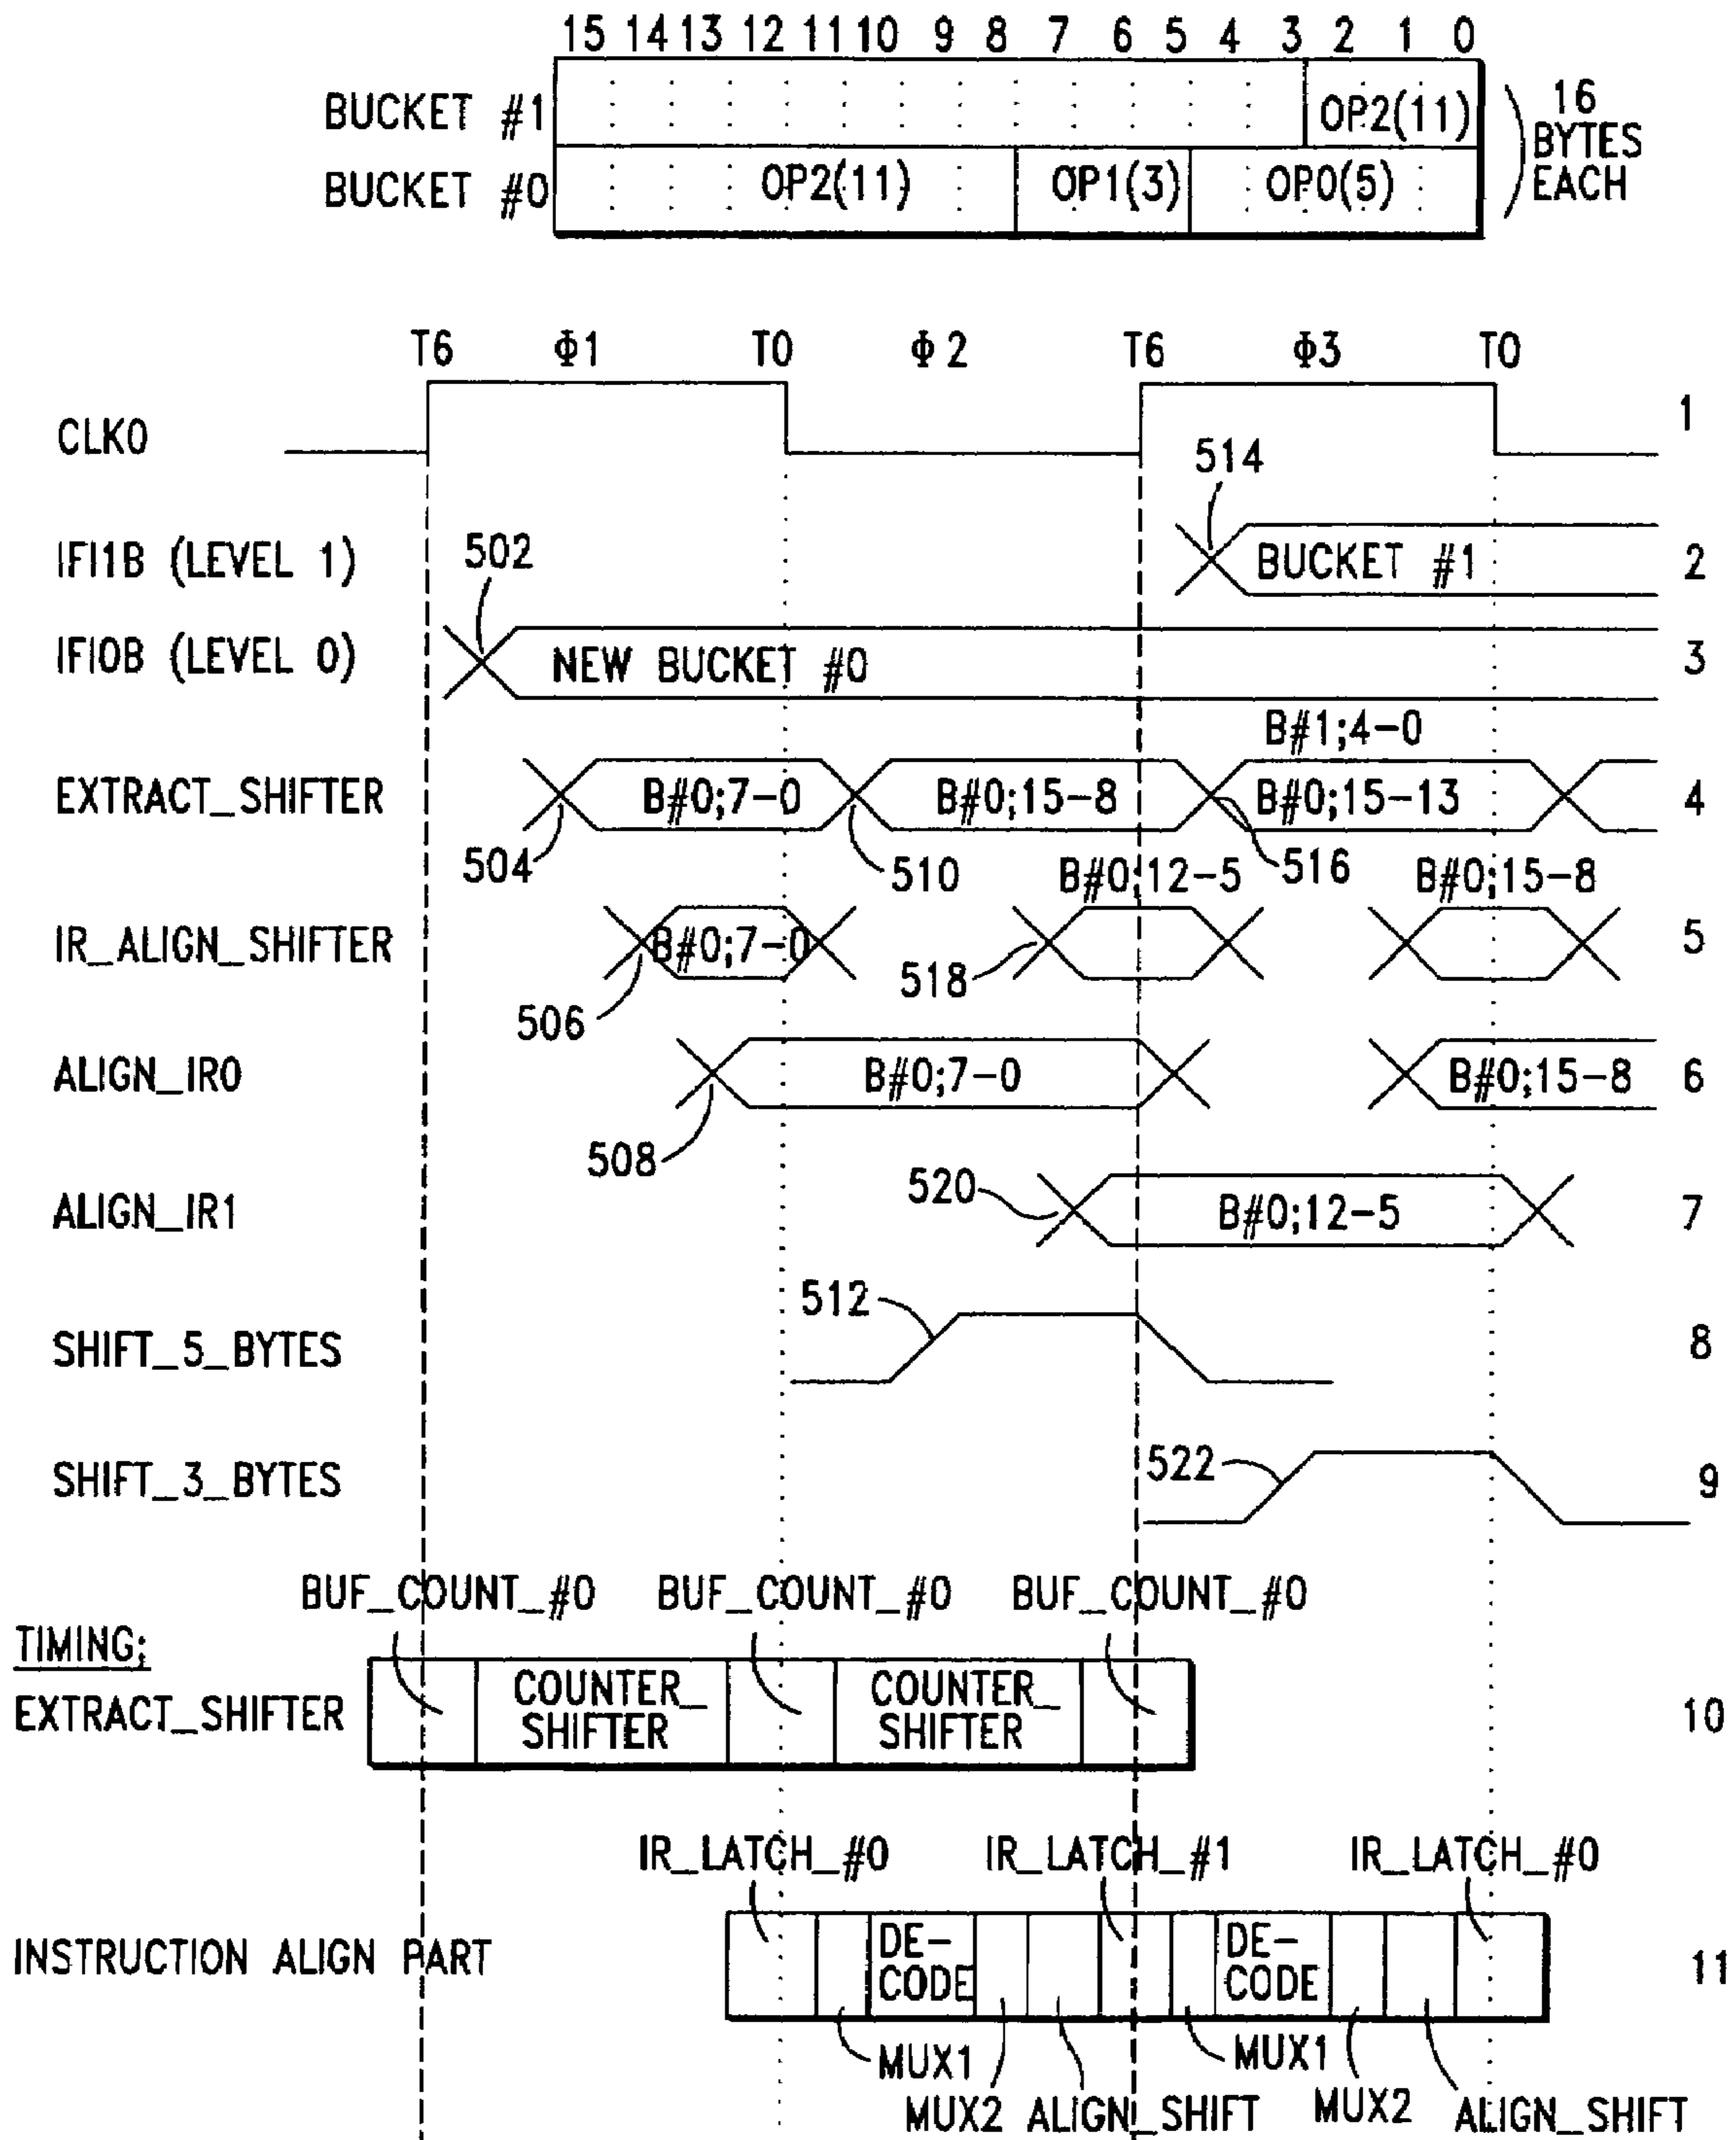 15 14 13 12 11 10 9 8 7 6 5 4 3 2 1 0
BUCKET #1 OP2(11)
BUCKET #0 OP2(11) OP1(3) OP0(5)
16 BYTES EACH
T6 Φ1 T0 Φ2 T6 Φ3 T0
CLK0 1
514
IFI1B (LEVEL 1) 502 BUCKET #1 2
IFI0B (LEVEL 0) NEW BUCKET #0 3
B#1;4-0
EXTRACT_SHIFTER B#0;7-0 B#0;15-8 B#0;15-13 4
504 510 B#0;12-5 516 B#0;15-8
IR_ALIGN_SHIFTER B#0;7-0 5
506 518
ALIGN_IR0 B#0;7-0 B#0;15-8 6
508 520
ALIGN_IR1 B#0;12-5 7
512
SHIFT_5_BYTES 8
522
SHIFT_3_BYTES 9
BUF_COUNT_#0 BUF_COUNT_#0 BUF_COUNT_#0
TIMING;
EXTRACT_SHIFTER COUNTER_SHIFTER COUNTER_SHIFTER 10
IR_LATCH_#0 IR_LATCH_#1 IR_LATCH_#0
INSTRUCTION ALIGN PART DE-CODE DE-CODE 11
MUX1 MUX1
MUX2 ALIGN_SHIFT MUX2 ALIGN_SHIFT